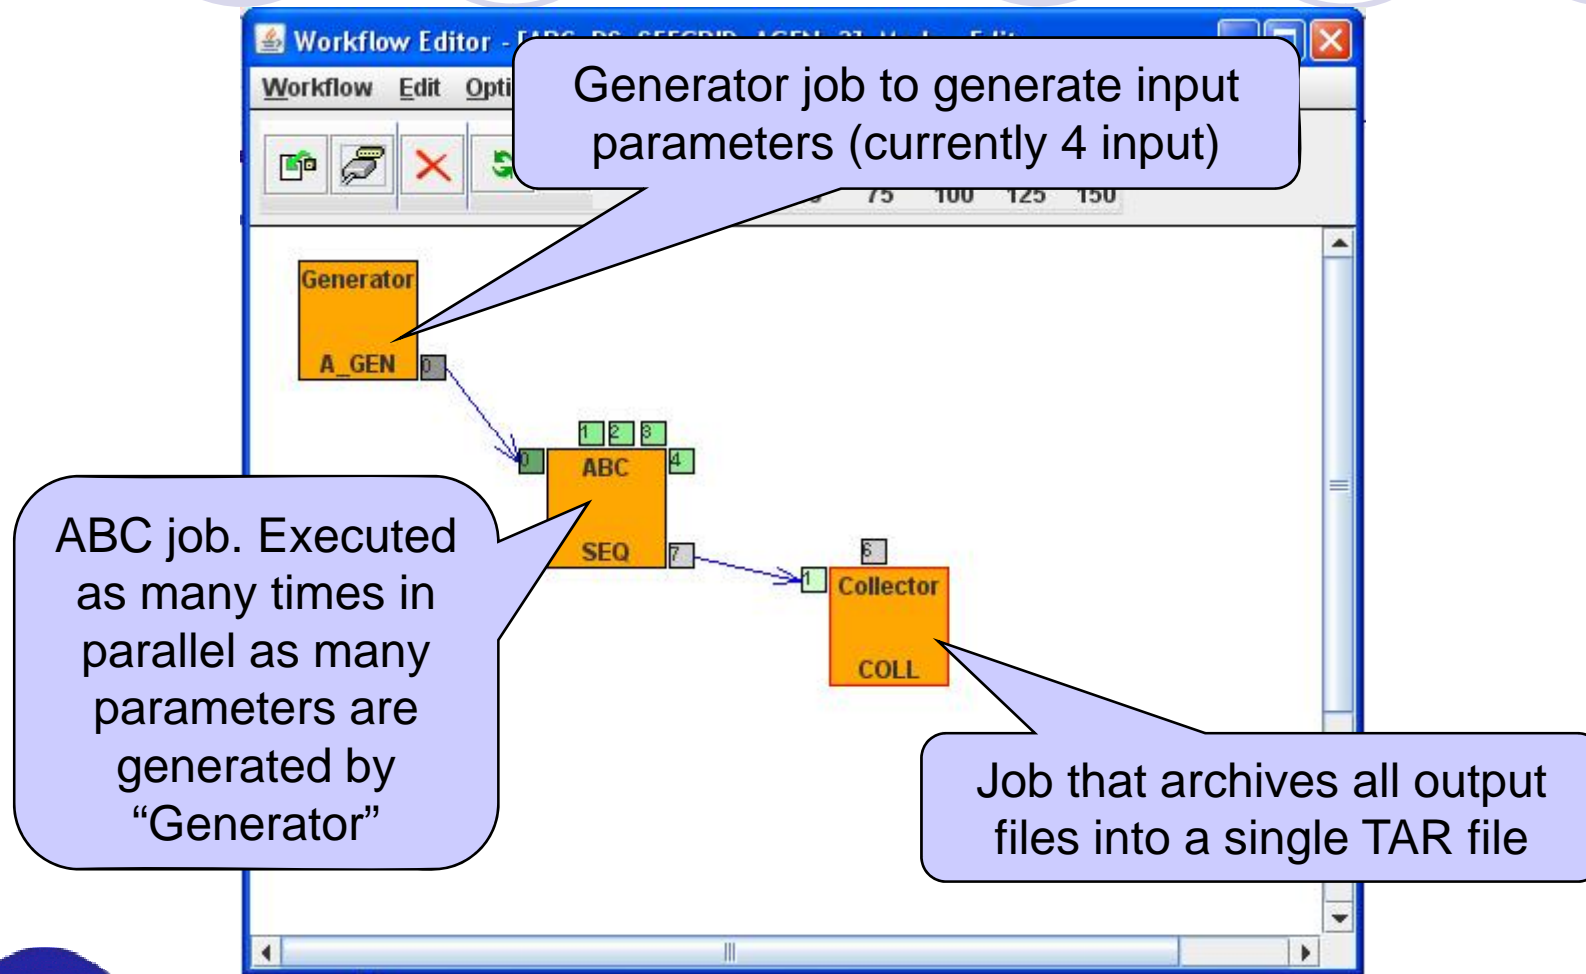 Workflow Editor -
Workflow Edit
Generator job to generate input
parameters (currently 4 input)
75 100 125 150
Generator
A_GEN
0
1 2 3
0
ABC
4
SEQ
7
6
1
Collector
COLL
ABC job. Executed
as many times in
parallel as many
parameters are
generated by
“Generator”
Job that archives all output
files into a single TAR file